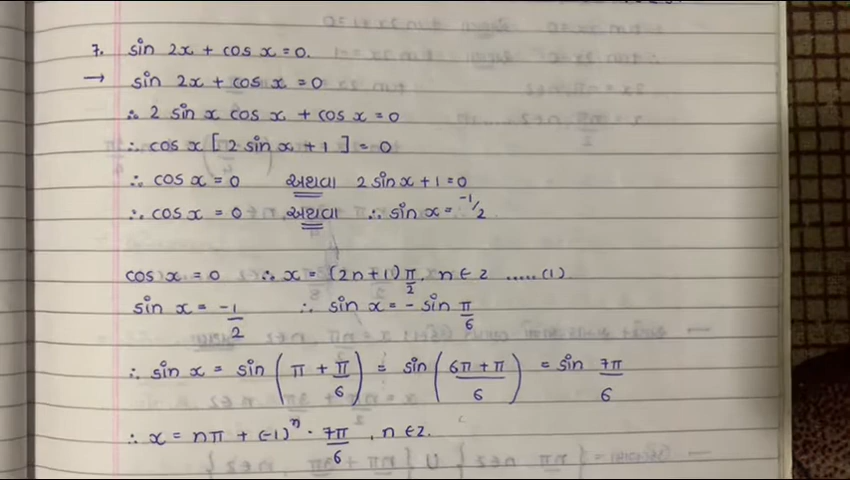 7. sin 2x + cos x = 0.
→ sin 2x + cos x = 0
∴ 2 sin x cos x + cos x = 0
∴ cos x [ 2 sin x + 1 ] = 0
∴ cos x = 0 અથવા 2 sin x + 1 = 0
∴ cos x = 0 અથવા ∴ sin x = -1/2
cos x = 0 ∴ x = (2n+1) π/2, n ∈ z .....(1)
sin x = -1/2 ∴ sin x = - sin π/6
∴ sin x = sin ( π + π/6 ) = sin ( 6π + π/6 ) = sin 7π/6
∴ x = nπ + (-1)ⁿ · 7π/6, n ∈ z.